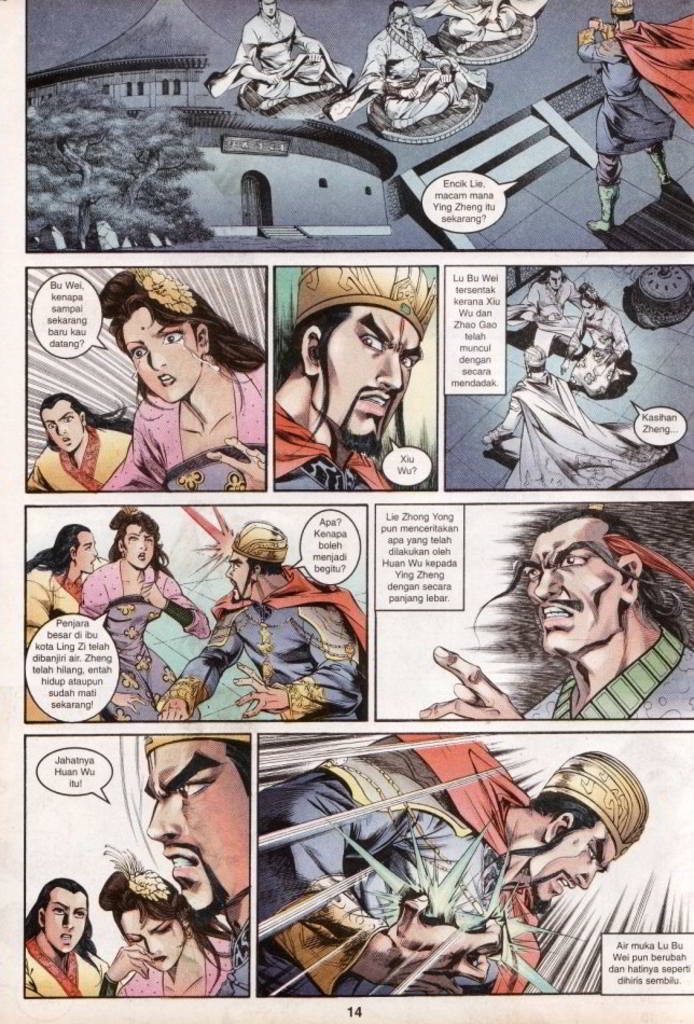 Encik Lie,
macam mana
Ying Zheng itu
sekarang?
Bu Wei,
kenapa
sampai
sekarang
baru kau
datang?
Xiu
Wu?
Lu Bu Wei
tersentak
kerana Xiu
Wu dan
Zhao Gao
telah
muncul
dengan
secara
mendadak.
Kasihan
Zheng...
Penjara
besar di ibu
kota Ling Zi telah
dibanjiri air. Zheng
telah hilang, entah
hidup ataupun
sudah mati
sekarang!
Apa?
Kenapa
boleh
menjadi
begitu?
Lie Zhong Yong
pun menceritakan
apa yang telah
dilakukan oleh
Huan Wu kepada
Ying Zheng
dengan secara
panjang lebar.
Jahatnya
Huan Wu
itu!
Air muka Lu Bu
Wei pun berubah
dan hatinya seperti
dihiris sembilu.
14